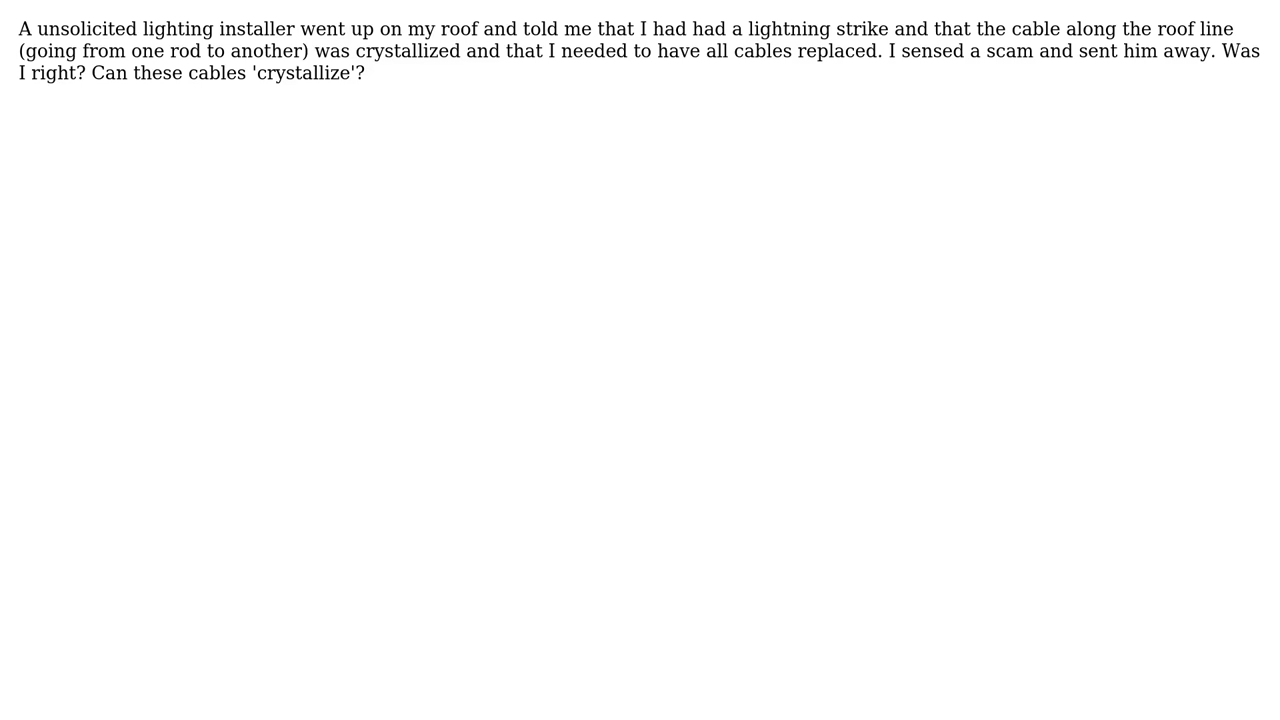 A unsolicited lighting installer went up on my roof and told me that I had had a lightning strike and that the cable along the roof line
(going from one rod to another) was crystallized and that I needed to have all cables replaced. I sensed a scam and sent him away. Was
I right? Can these cables 'crystallize'?